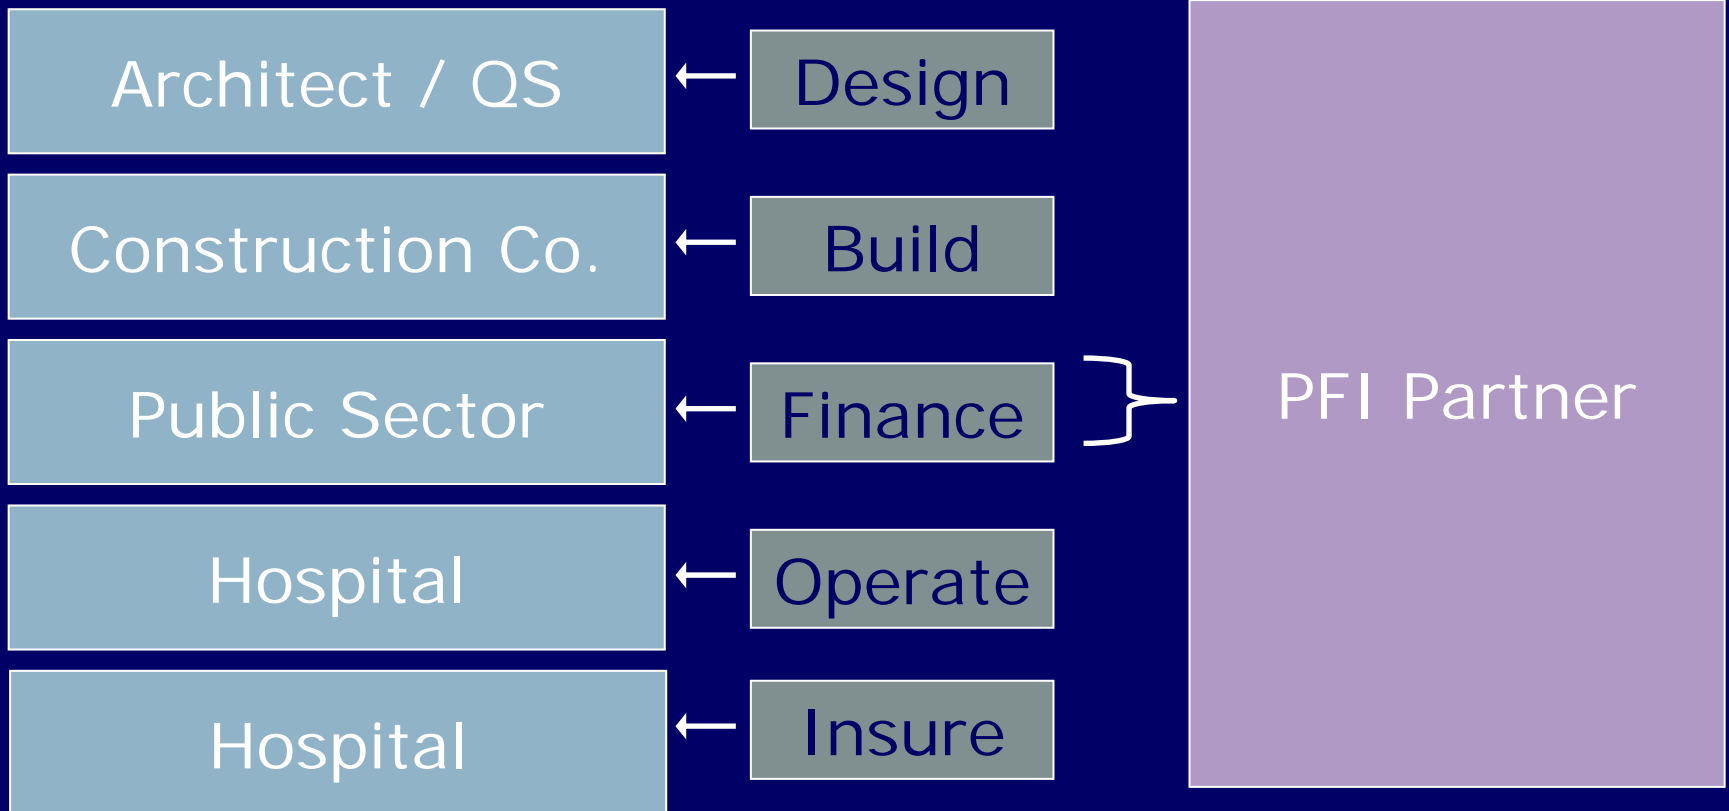 Architect / QS
Design
Construction Co.
Build
Public Sector
Finance
PFI Partner
Hospital
Operate
Hospital
Insure